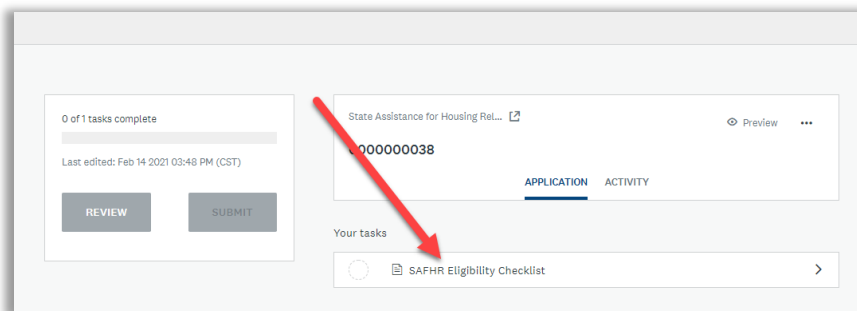 0 of 1 tasks complete
Last edited: Feb 14 2021 03:48 PM (CST)
REVIEW
SUBMIT
State Assistance for Housing Rel...
Preview
...
0000000038
APPLICATION
ACTIVITY
Your tasks
SAFHR Eligibility Checklist